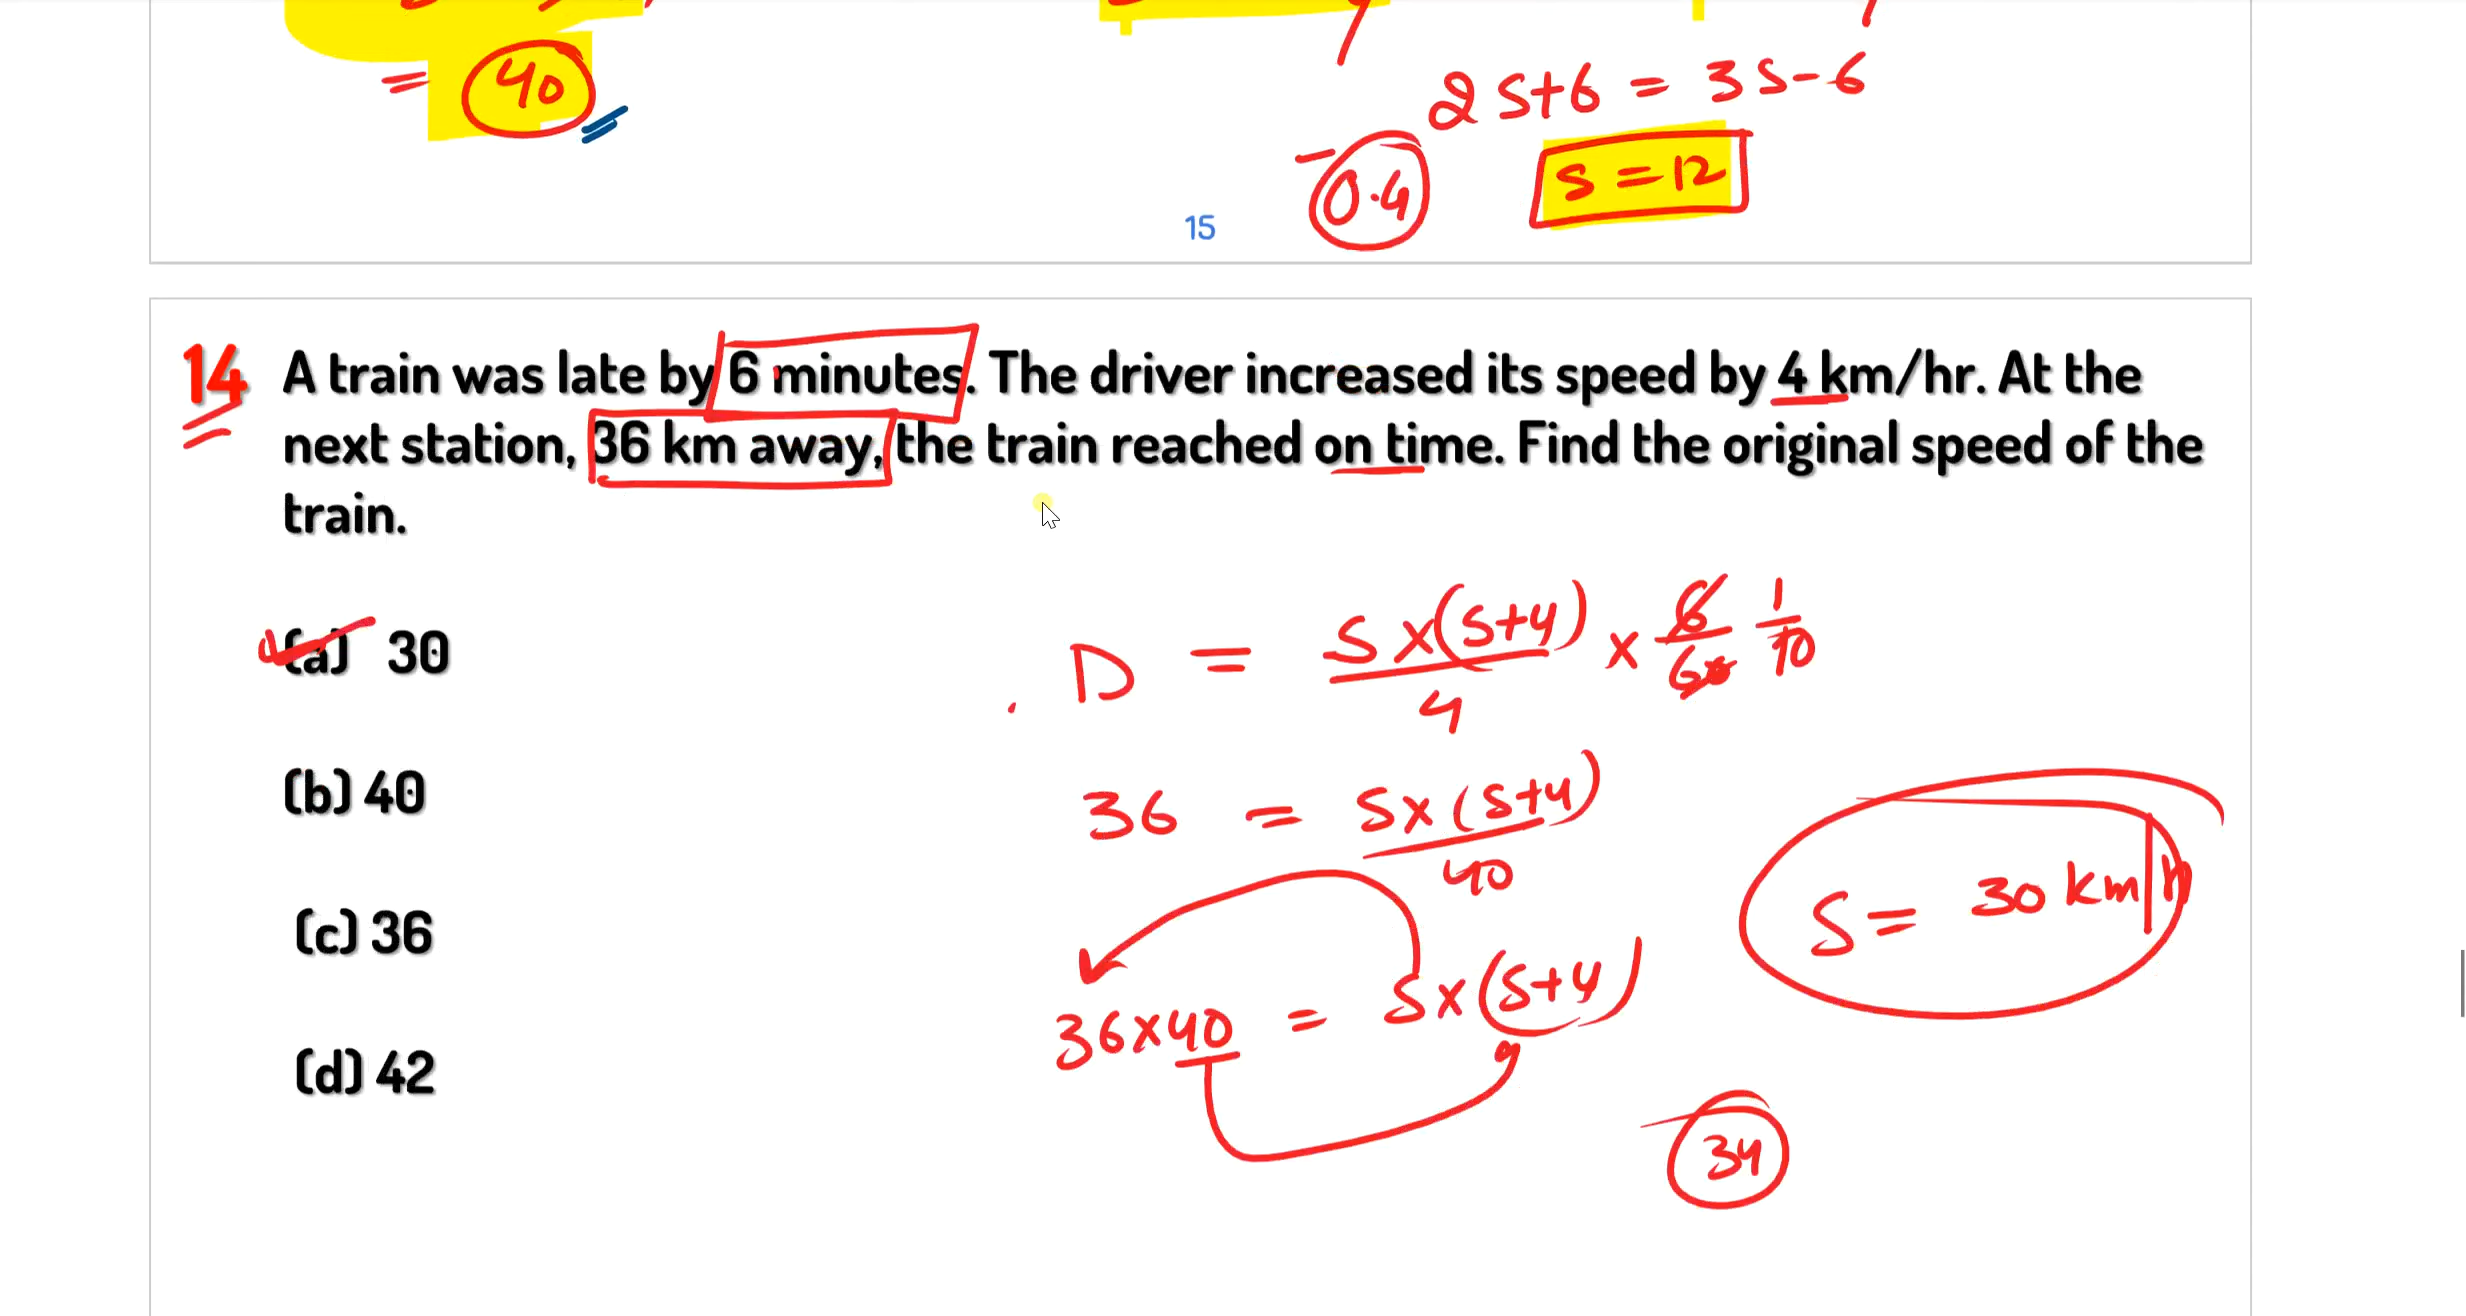 = 40
2s+6 = 3s-6
0.4
s=12
15
14 A train was late by 6 minutes. The driver increased its speed by 4 km/hr. At the
next station, 36 km away, the train reached on time. Find the original speed of the
train.
(a) 30
(b) 40
(c) 36
(d) 42
D = s×(s+4)/4 × 6/60 1/10
36 = s×(s+4)/40
S = 30 km/h
36×40 = s×(s+4)
34